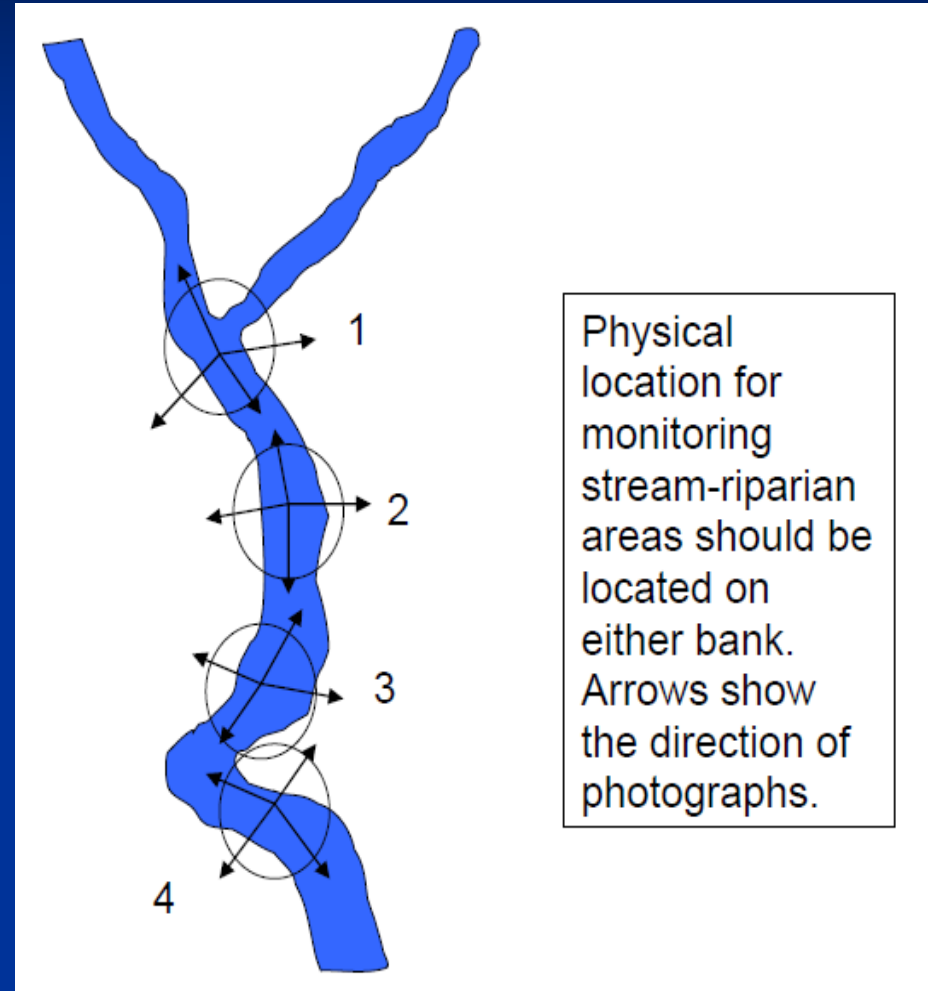 1
2
3
4
Physical
location for
monitoring
stream-riparian
areas should be
located on
either bank.
Arrows show
the direction of
photographs.